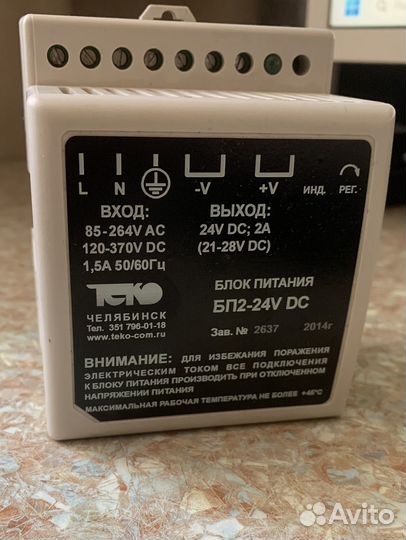 L N -V +V ИНД. РЕГ.
ВХОД: ВЫХОД:
85-264V AC 24V DC; 2A
120-370V DC (21-28V DC)
1,5A 50/60Гц
ТЕКО
ЧЕЛЯБИНСК
Тел. 351 796-01-18
www.teko-com.ru
БЛОК ПИТАНИЯ
БП2-24V DC
Зав. № 2637 2014г
ВНИМАНИЕ: ДЛЯ ИЗБЕЖАНИЯ ПОРАЖЕНИЯ
ЭЛЕКТРИЧЕСКИМ ТОКОМ ВСЕ ПОДКЛЮЧЕНИЯ
К БЛОКУ ПИТАНИЯ ПРОИЗВОДИТЬ ПРИ ОТКЛЮЧЕННОМ
НАПРЯЖЕНИИ ПИТАНИЯ
МАКСИМАЛЬНАЯ РАБОЧАЯ ТЕМПЕРАТУРА НЕ БОЛЕЕ +45°С
Avito